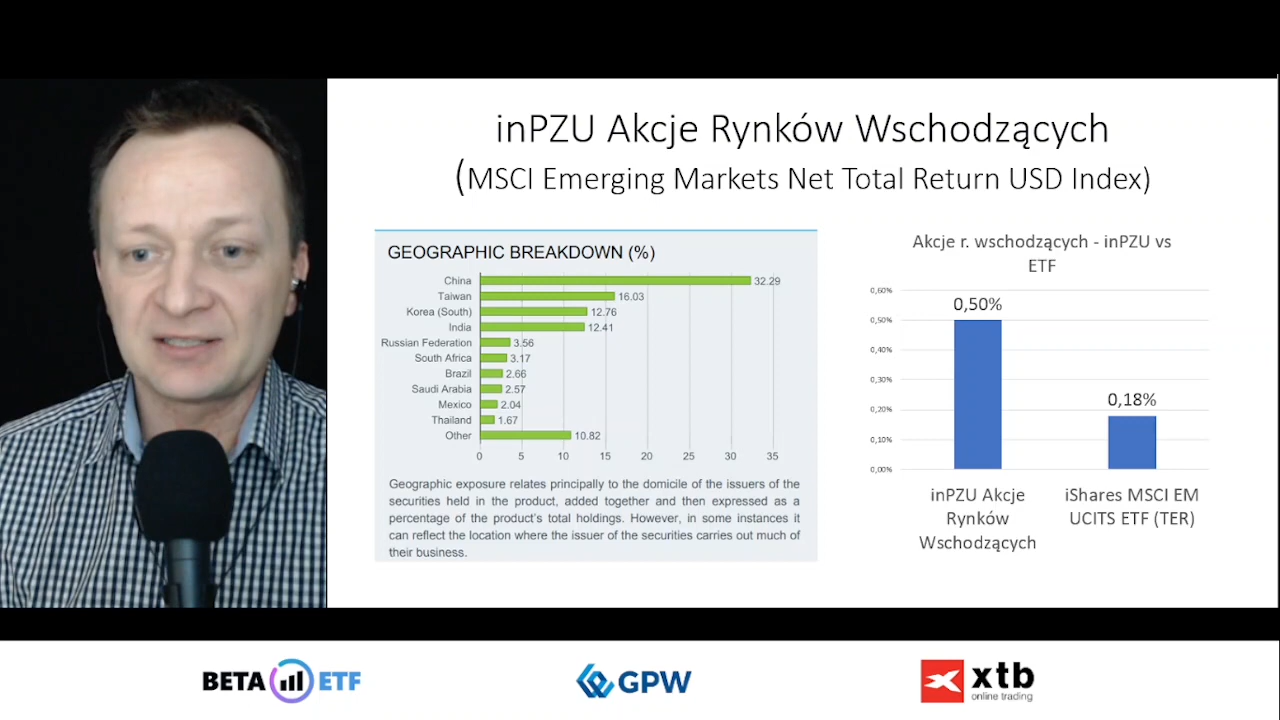 inPZU Akcje Rynków Wschodzących
(MSCI Emerging Markets Net Total Return USD Index)
GEOGRAPHIC BREAKDOWN (%)
China 32.29
Taiwan 16.03
Korea (South) 12.76
India 12.41
Russian Federation 3.56
South Africa 3.17
Brazil 2.66
Saudi Arabia 2.57
Mexico 2.04
Thailand 1.67
Other 10.82
0 5 10 15 20 25 30 35
Geographic exposure relates principally to the domicile of the issuers of the
securities held in the product, added together and then expressed as a
percentage of the product's total holdings. However, in some instances it
can reflect the location where the issuer of the securities carries out much of
their business.
Akcje r. wschodzących - inPZU vs
ETF
0,60%
0,50%
0,40%
0,30%
0,20%
0,10%
0,00%
0,50%
0,18%
inPZU Akcje
Rynków
Wschodzących
iShares MSCI EM
UCITS ETF (TER)
BETA ETF
GPW
xtb
online trading